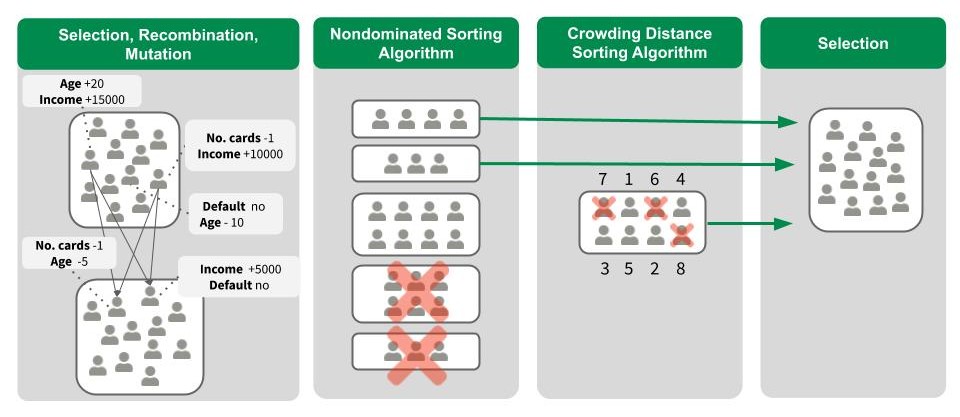 Selection, Recombination,
Mutation
Nondominated Sorting
Algorithm
Crowding Distance
Sorting Algorithm
Selection
Age +20
Income +15000
No. cards -1
Income +10000
Default no
Age - 10
No. cards -1
Age -5
Income +5000
Default no
7 1 6 4
3 5 2 8